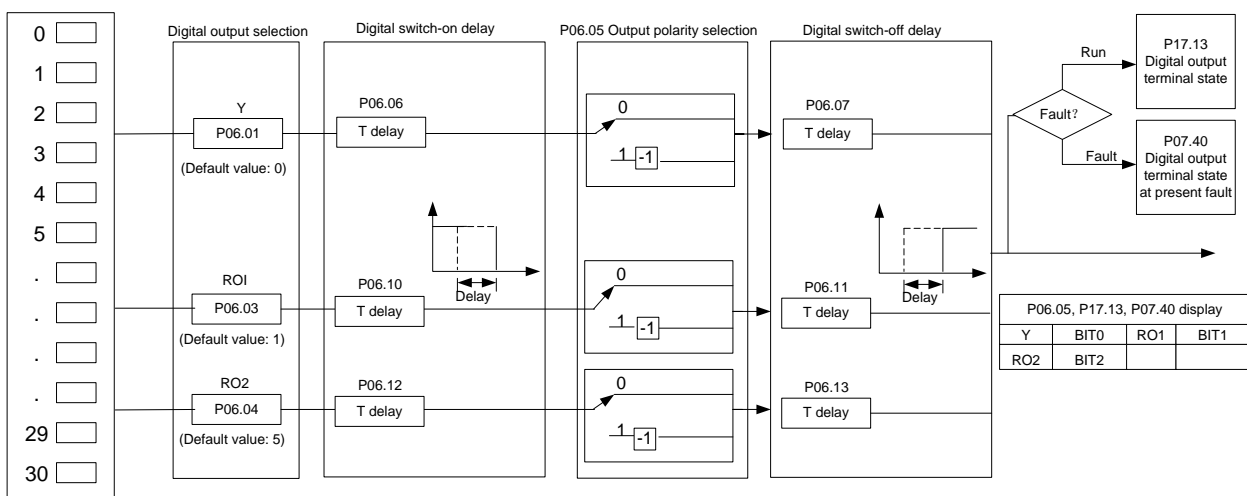 0
1
2
3
4
5
.
.
.
.
29
30
Digital output selection
Y
P06.01
(Default value: 0)
ROI
P06.03
(Default value: 1)
RO2
P06.04
(Default value: 5)
Digital switch-on delay
P06.06
T delay
Delay
P06.10
T delay
P06.12
T delay
P06.05 Output polarity selection
0
1 -1
0
1 -1
0
1 -1
Digital switch-off delay
P06.07
T delay
Delay
P06.11
T delay
P06.13
T delay
Fault?
Run
P17.13
Digital output
terminal state
Fault
P07.40
Digital output
terminal state
at present fault
P06.05, P17.13, P07.40 display
Y BIT0 RO1 BIT1
RO2 BIT2